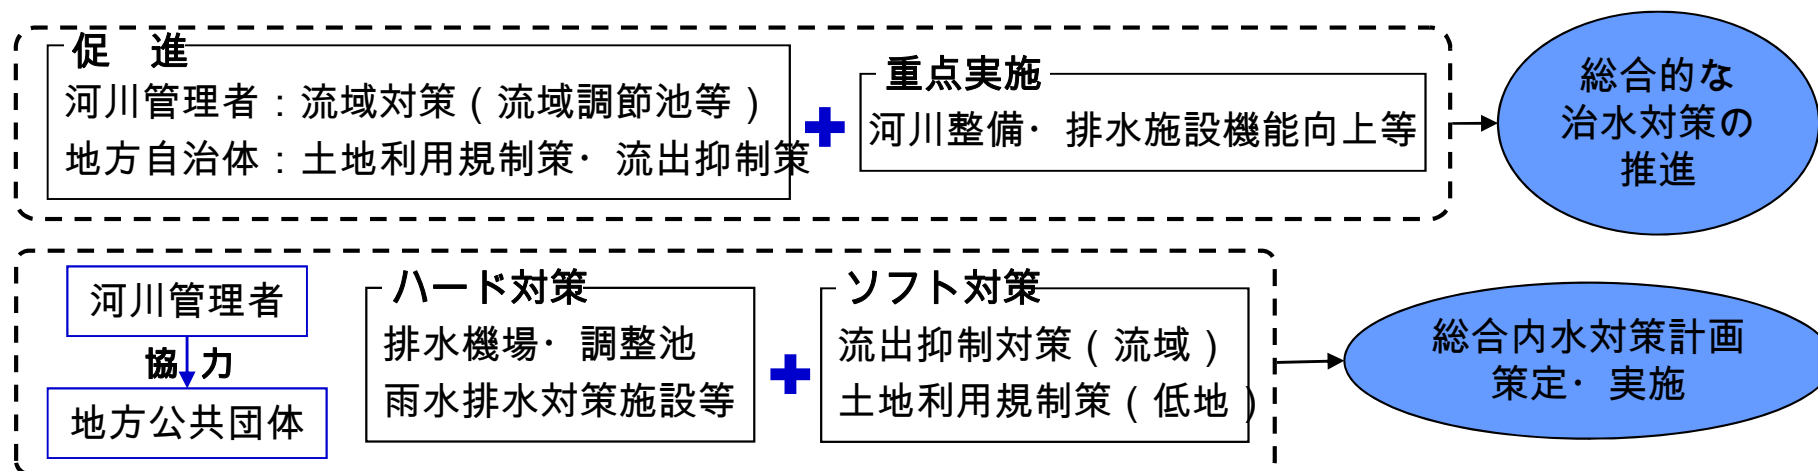 促　進
河川管理者：流域対策（流域調節池等）
地方自治体：土地利用規制策・流出抑制策
重点実施
河川整備・排水施設機能向上等
総合的な
治水対策の
推進
河川管理者
協力
地方公共団体
ハード対策
排水機場・調整池
雨水排水対策施設等
ソフト対策
流出抑制対策（流域）
土地利用規制策（低地）
総合内水対策計画
策定・実施